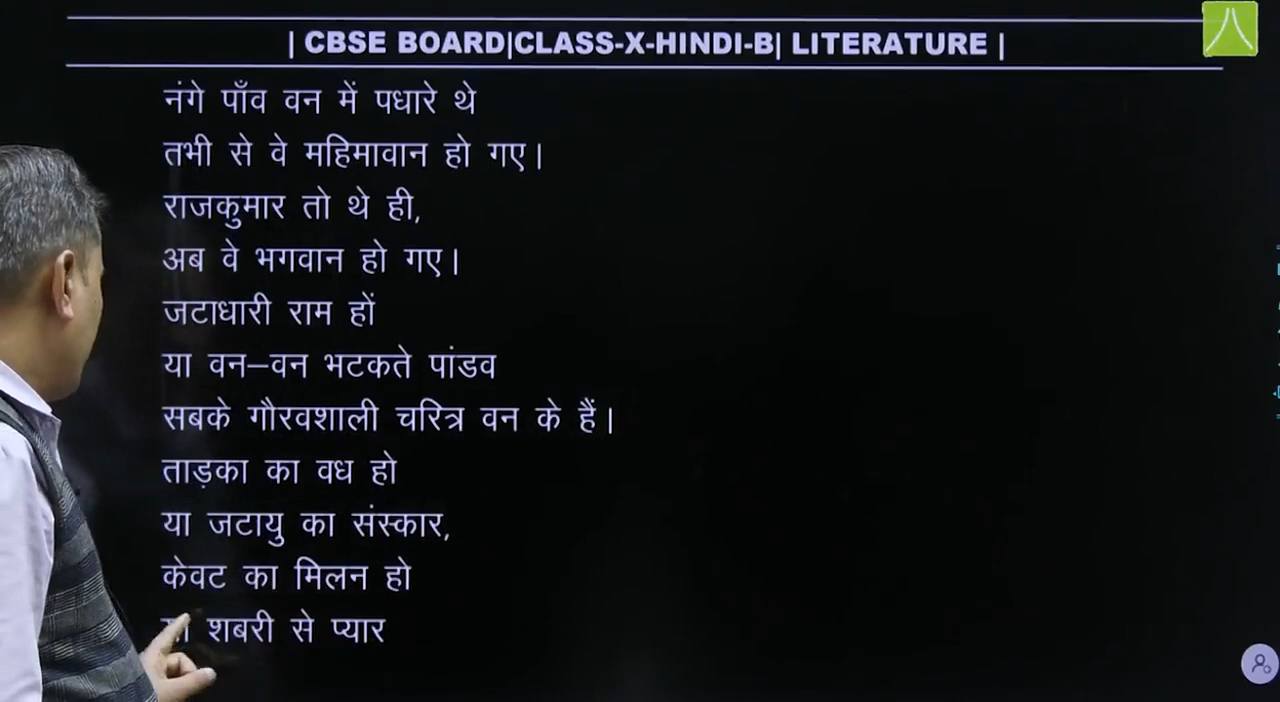 | CBSE BOARD|CLASS-X-HINDI-B| LITERATURE |
नंगे पाँव वन में पधारे थे
तभी से वे महिमावान हो गए।
राजकुमार तो थे ही,
अब वे भगवान हो गए।
जटाधारी राम हों
या वन–वन भटकते पांडव
सबके गौरवशाली चरित्र वन के हैं।
ताड़का का वध हो
या जटायु का संस्कार,
केवट का मिलन हो
शबरी से प्यार